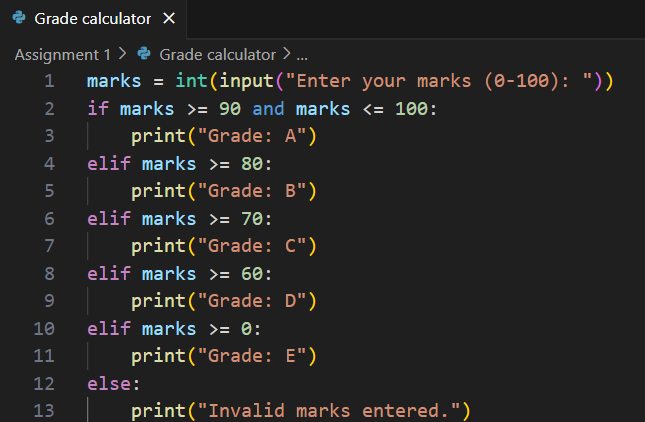 Grade calculator ×
Assignment 1 > Grade calculator > ...
1 marks = int(input("Enter your marks (0-100): "))
2 if marks >= 90 and marks <= 100:
3     print("Grade: A")
4 elif marks >= 80:
5     print("Grade: B")
6 elif marks >= 70:
7     print("Grade: C")
8 elif marks >= 60:
9     print("Grade: D")
10 elif marks >= 0:
11     print("Grade: E")
12 else:
13     print("Invalid marks entered.")